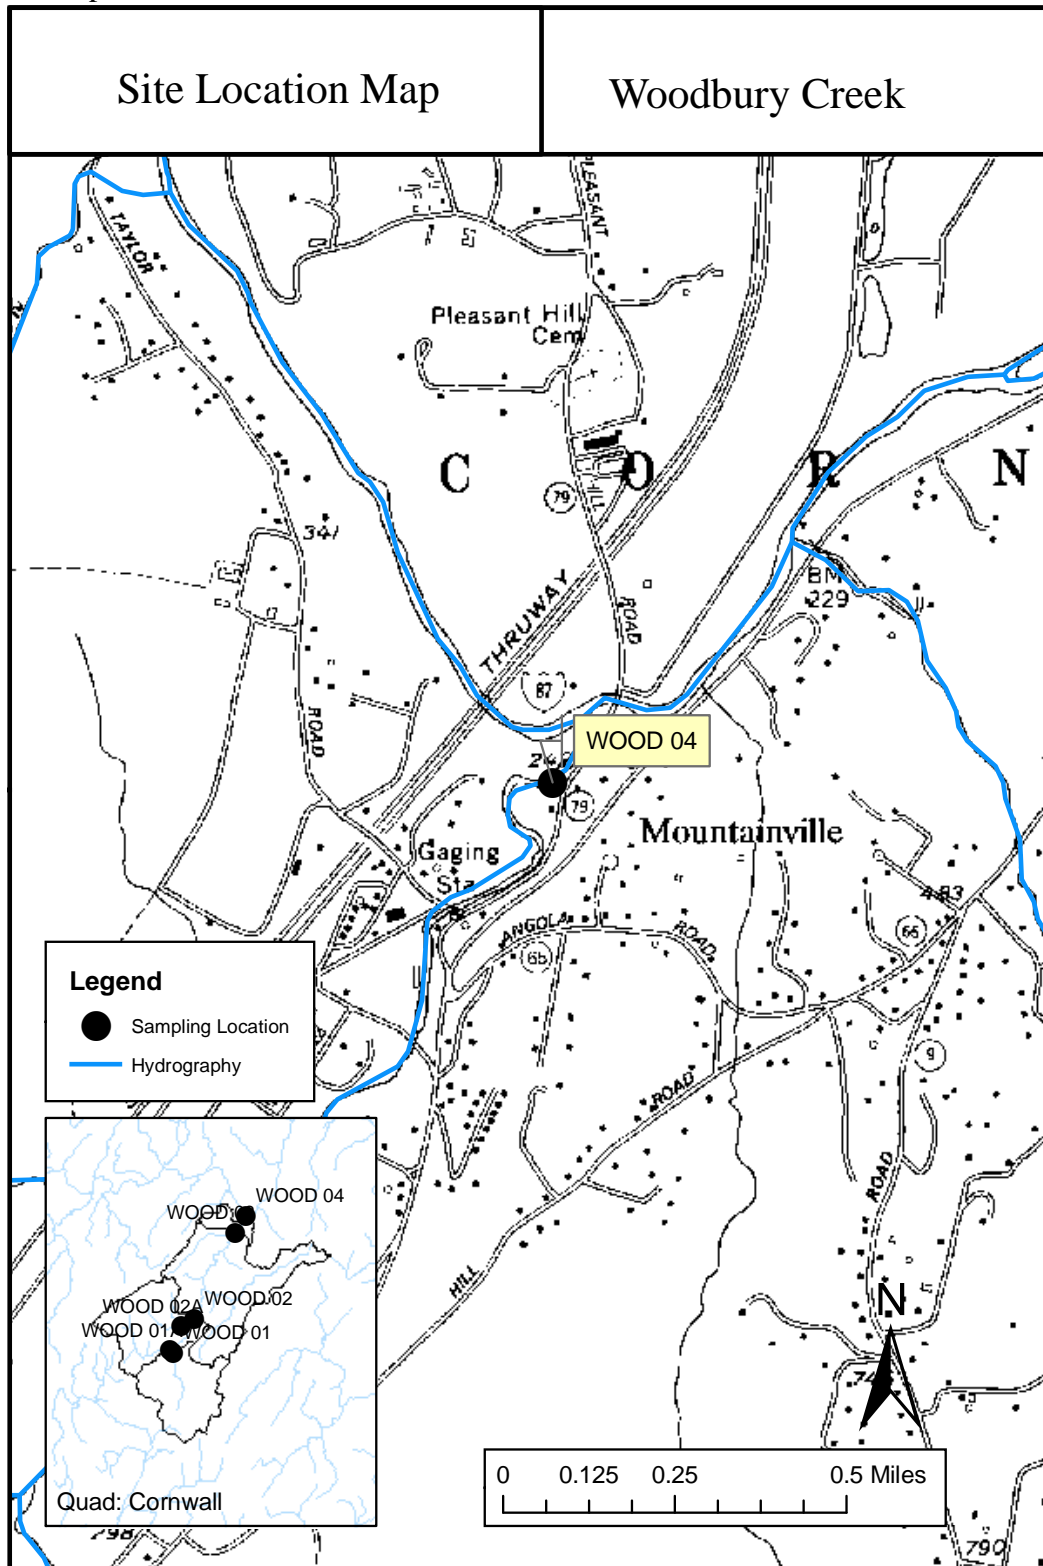 Site Location Map
Woodbury Creek
PLEASANT
TAYLOR
Pleasant Hill
Cem
C O R N
79
HILL
341
BM
229
THRUWAY
ROAD
87
ROAD
WOOD 04
79
Mountainville
Gaging
Sta
483
ANGOLA
ROAD
66
65
Legend
Sampling Location
Hydrography
9
ROAD
ROAD
HILL
WOOD 04
WOOD
WOOD 02A
WOOD 02
WOOD 01
N
0 0.125 0.25 0.5 Miles
Quad: Cornwall
798
790